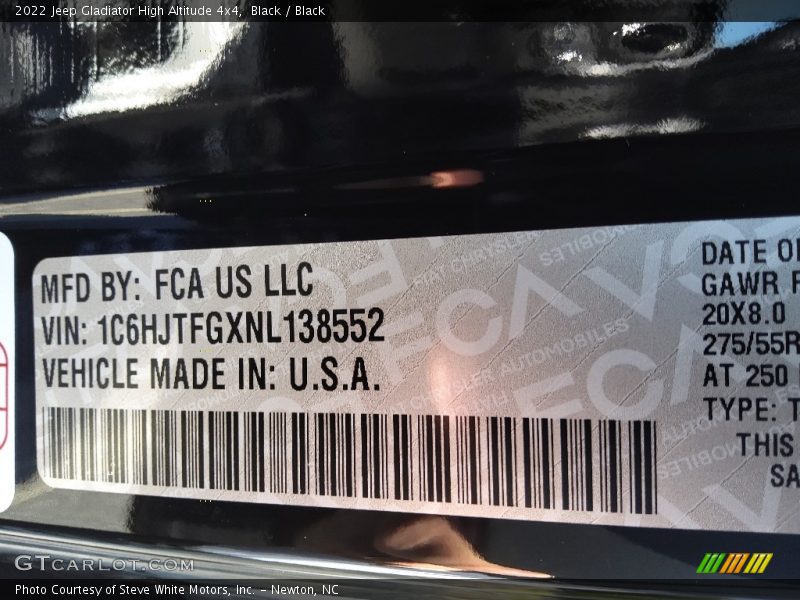 2022 Jeep Gladiator High Altitude 4x4, Black / Black
MFD BY: FCA US LLC
VIN: 1C6HJTFGXNL138552
VEHICLE MADE IN: U.S.A.
DATE
GAWR
20X8.0
275/55R
AT 250
TYPE:
THIS
GTCARLOT.COM
Photo Courtesy of Steve White Motors, Inc. – Newton, NC